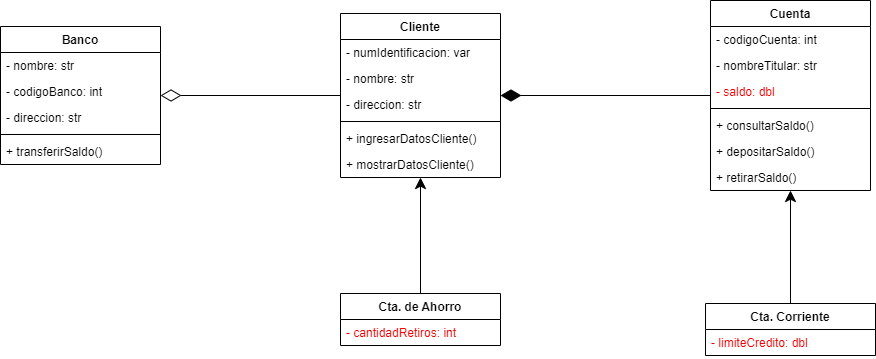 Banco
- nombre: str
- codigoBanco: int
- direccion: str
+ transferirSaldo()
Cliente
- numIdentificacion: var
- nombre: str
- direccion: str
+ ingresarDatosCliente()
+ mostrarDatosCliente()
Cuenta
- codigoCuenta: int
- nombreTitular: str
- saldo: dbl
+ consultarSaldo()
+ depositarSaldo()
+ retirarSaldo()
Cta. de Ahorro
- cantidadRetiros: int
Cta. Corriente
- limiteCredito: dbl